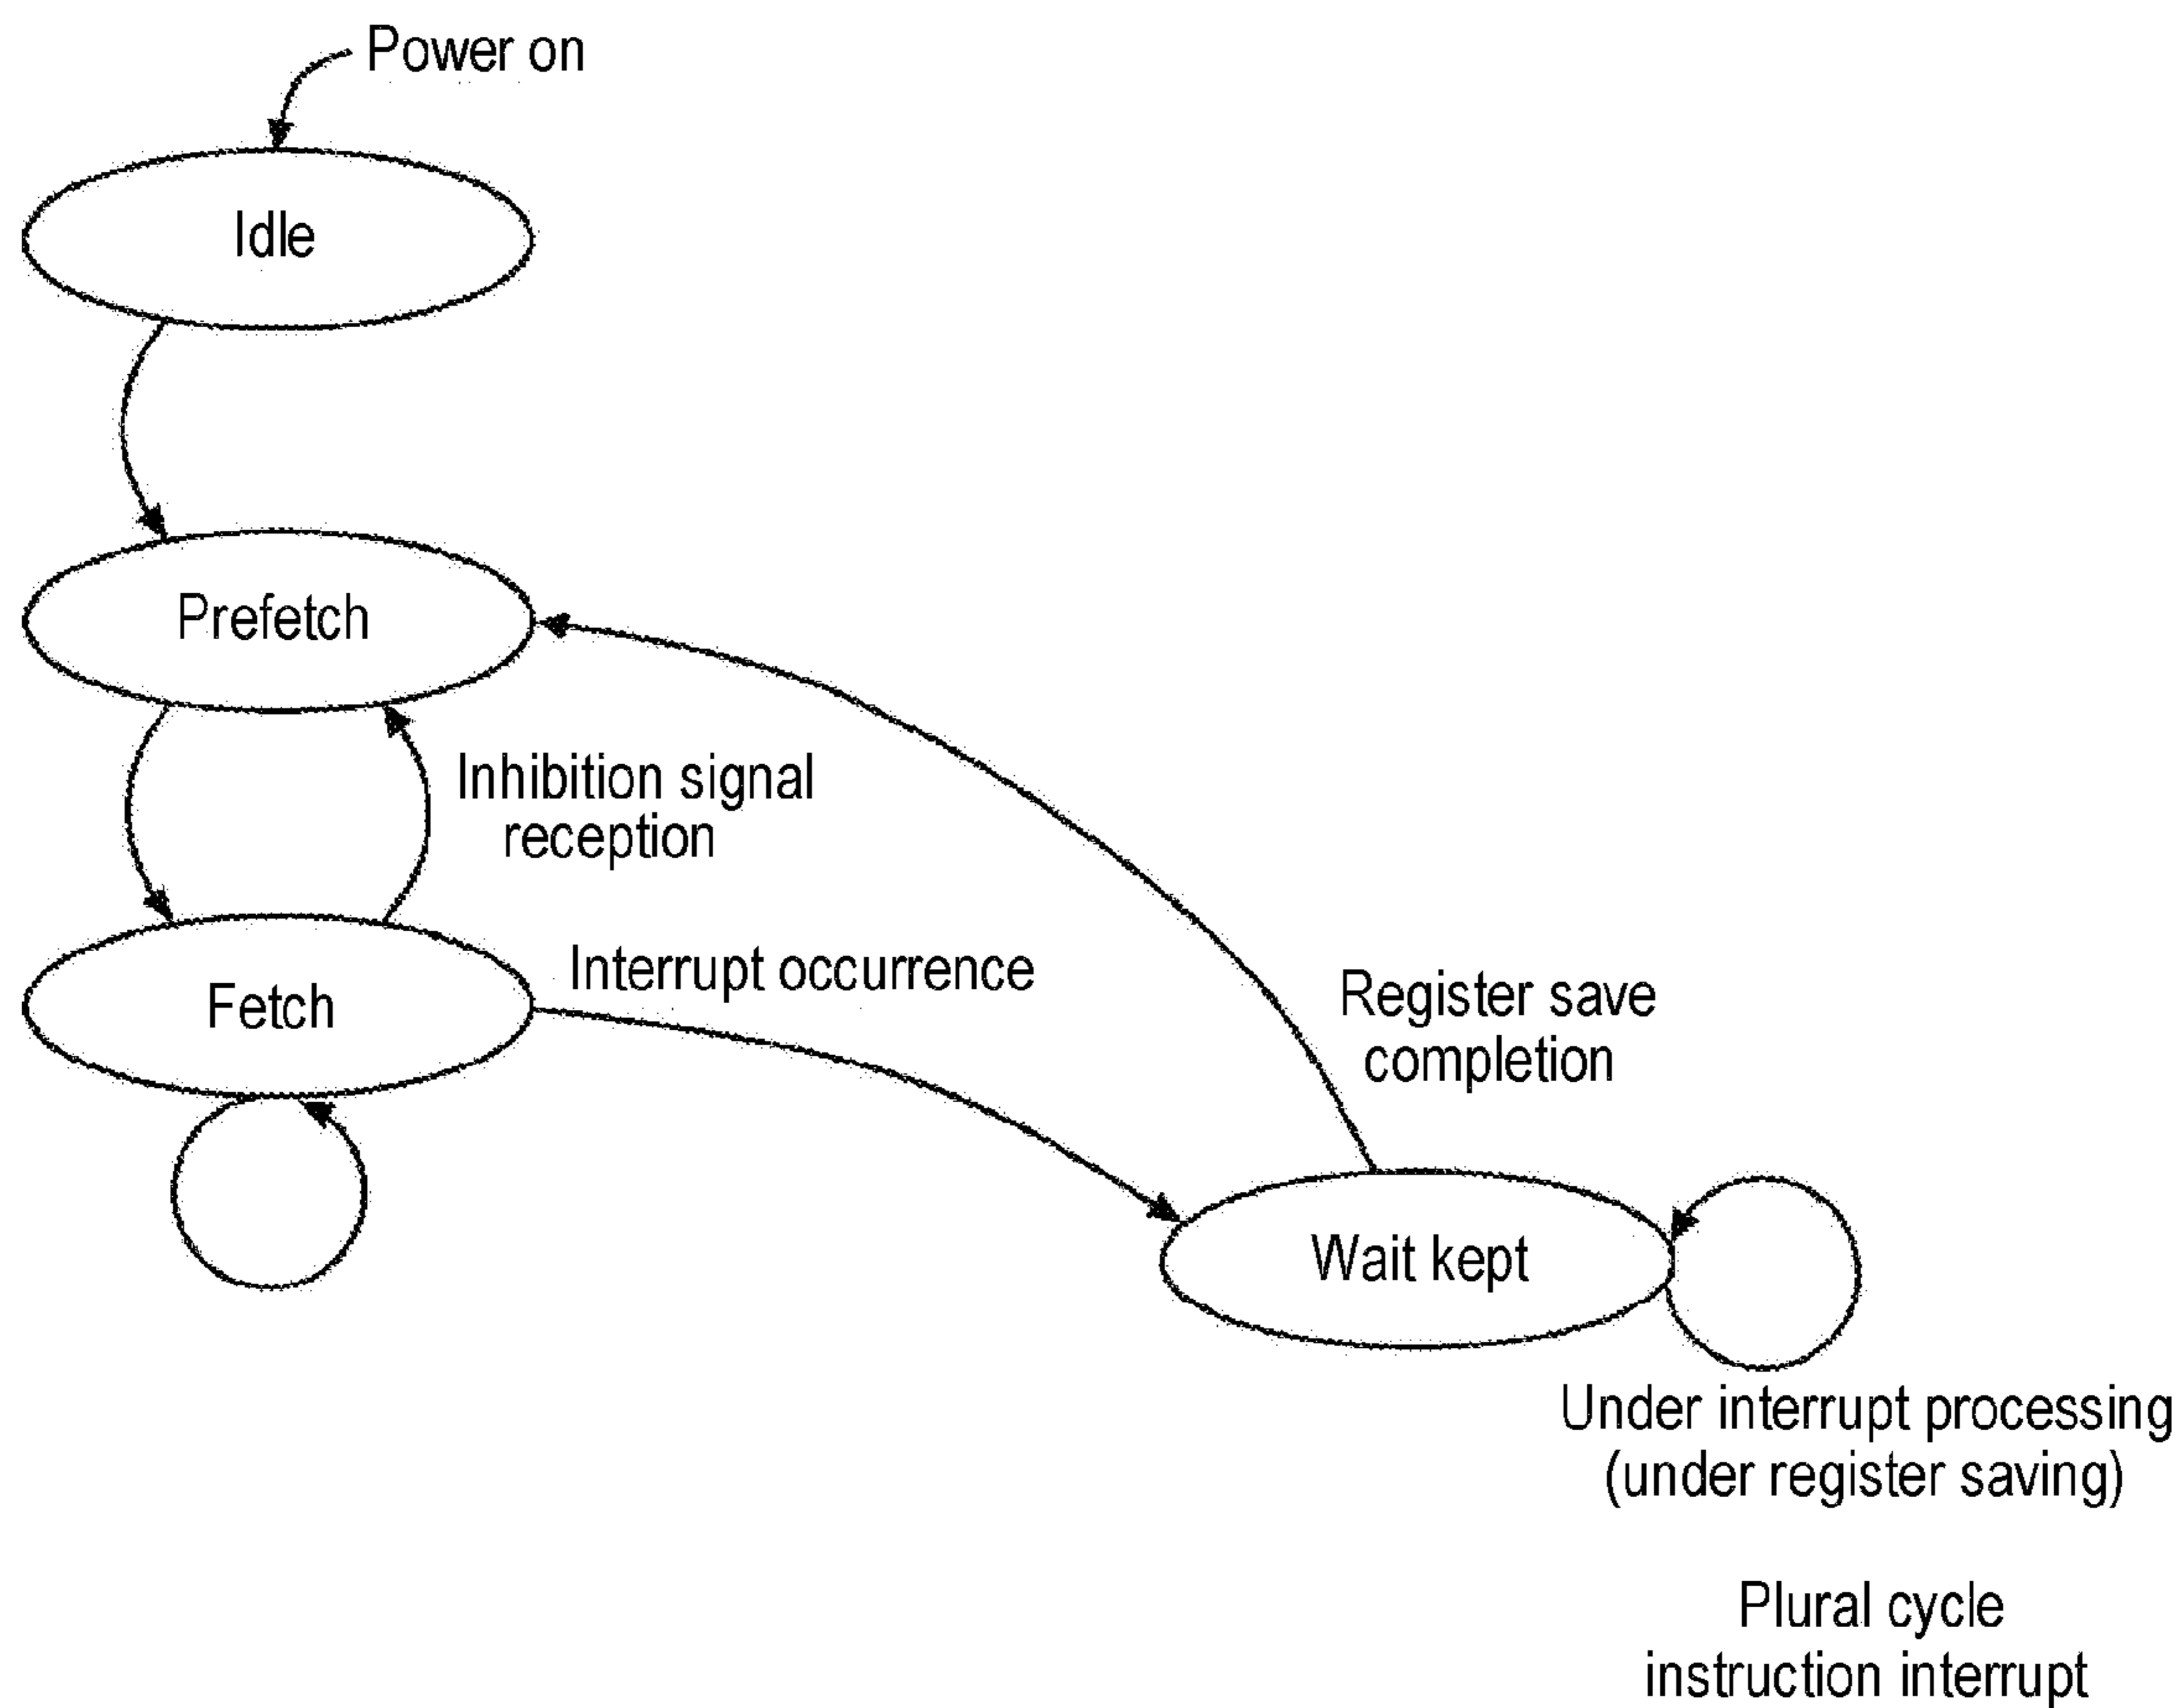 Power on
Idle
Prefetch
Inhibition signal
reception
Fetch
Interrupt occurrence
Register save
completion
Wait kept
Under interrupt processing
(under register saving)
Plural cycle
instruction interrupt